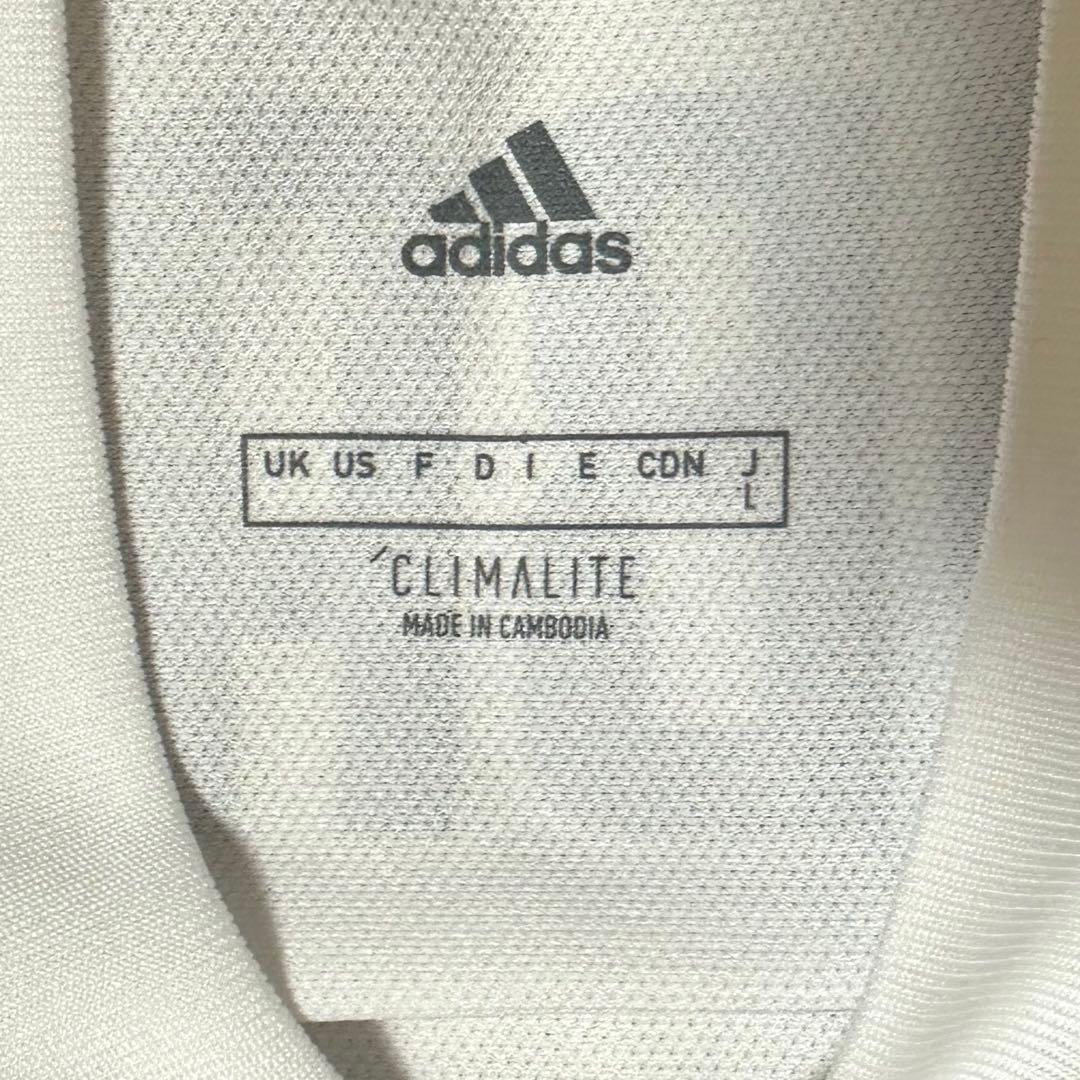 adidas
UK US F D I E CDN J
L
CLIMALITE
MADE IN CAMBODIA